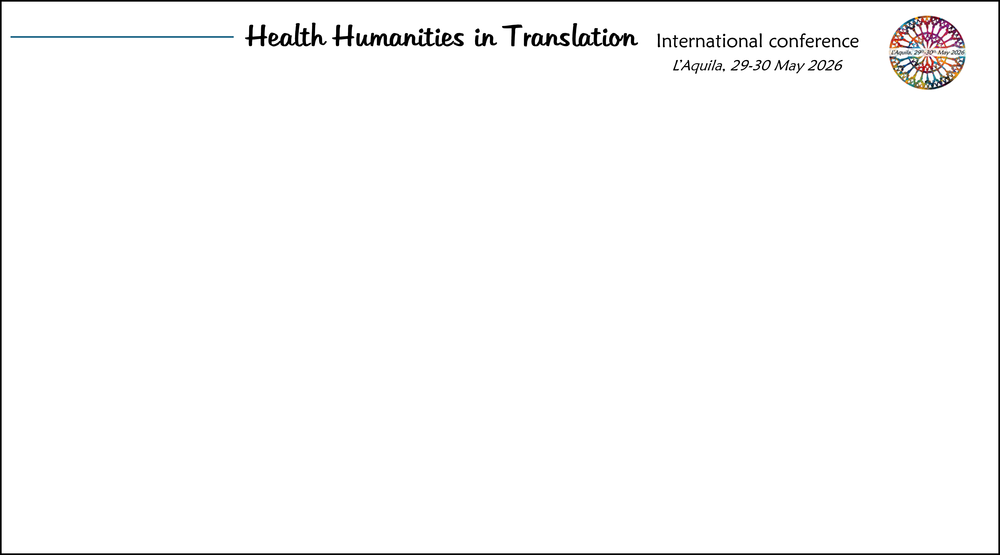 Health Humanities in Translation
International conference
L'Aquila, 29-30 May 2026
L'Aquila, 29th-30th May 2026